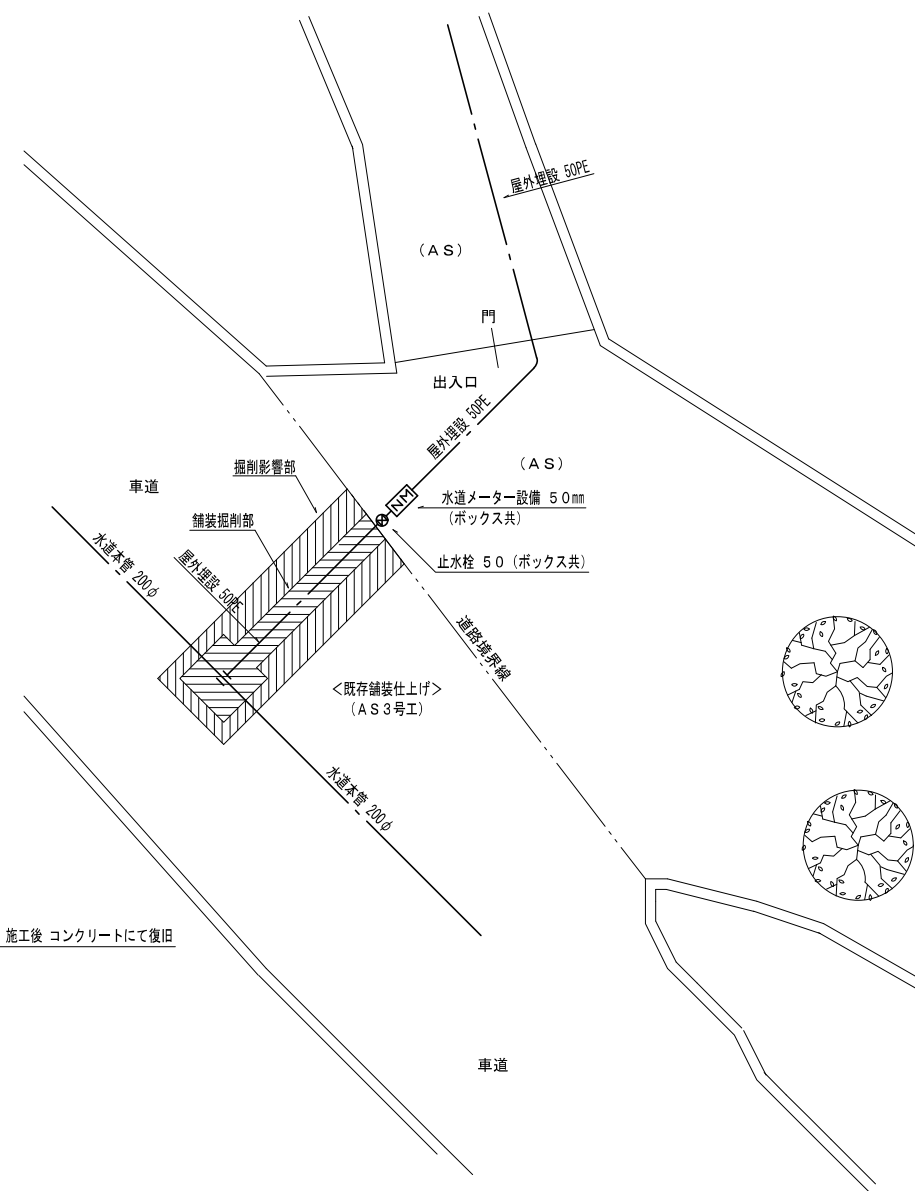 屋外埋設 50PE
（ＡＳ）
門
出入口
屋外埋設 50PE
（ＡＳ）
掘削影響部
車道
水道メーター設備 ５０㎜
（ボックス共）
舗装掘削部
水道本管 200φ
屋外埋設 50PE
止水栓 ５０（ボックス共）
道路境界線
＜既存舗装仕上げ＞
（ＡＳ３号工）
水道本管 200φ
施工後 コンクリートにて復旧
車道